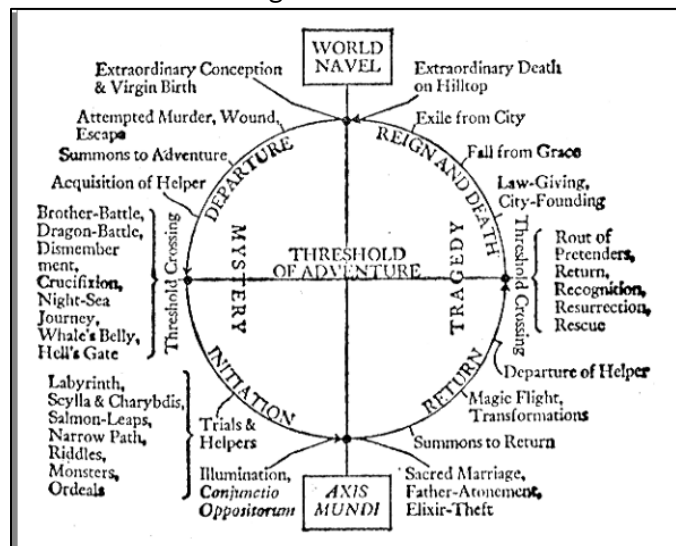 WORLD
NAVEL
Extraordinary Conception
& Virgin Birth
Extraordinary Death
on Hilltop
Attempted Murder, Wound,
Escape
Exile from City
Summons to Adventure
Fall from Grace
Acquisition of Helper
Law-Giving,
City-Founding
DEPARTURE
REIGN AND DEATH
Brother-Battle,
Dragon-Battle,
Dismember
ment,
Crucifixion,
Night-Sea
Journey,
Whale's Belly,
Hell's Gate
Threshold Crossing
MYSTERY
THRESHOLD
OF ADVENTURE
TRAGEDY
Threshold Crossing
Rout of
Pretenders,
Return,
Recognition,
Resurrection,
Rescue
INITIATION
RETURN
Departure of Helper
Labyrinth,
Scylla & Charybdis,
Salmon-Leaps,
Narrow Path,
Riddles,
Monsters,
Ordeals
Trials &
Helpers
Magic Flight,
Transformations
Summons to Return
Illumination,
Conjunctio
Oppositorum
AXIS
MUNDI
Sacred Marriage,
Father-Atonement,
Elixir-Theft